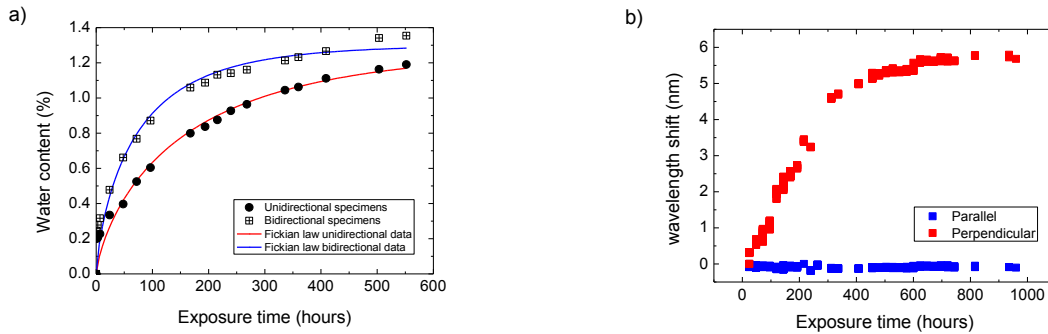 a)
1.4
1.2
1.0
0.8
0.6
0.4
0.2
0.0
Water content (%)
0 100 200 300 400 500 600
Exposure time (hours)
Unidirectional specimens
Bidirectional specimens
Fickian law unidirectional data
Fickian law bidirectional data
b)
6
5
4
3
2
1
0
wavelength shift (nm)
0 200 400 600 800 1000
Exposure time (hours)
Parallel
Perpendicular